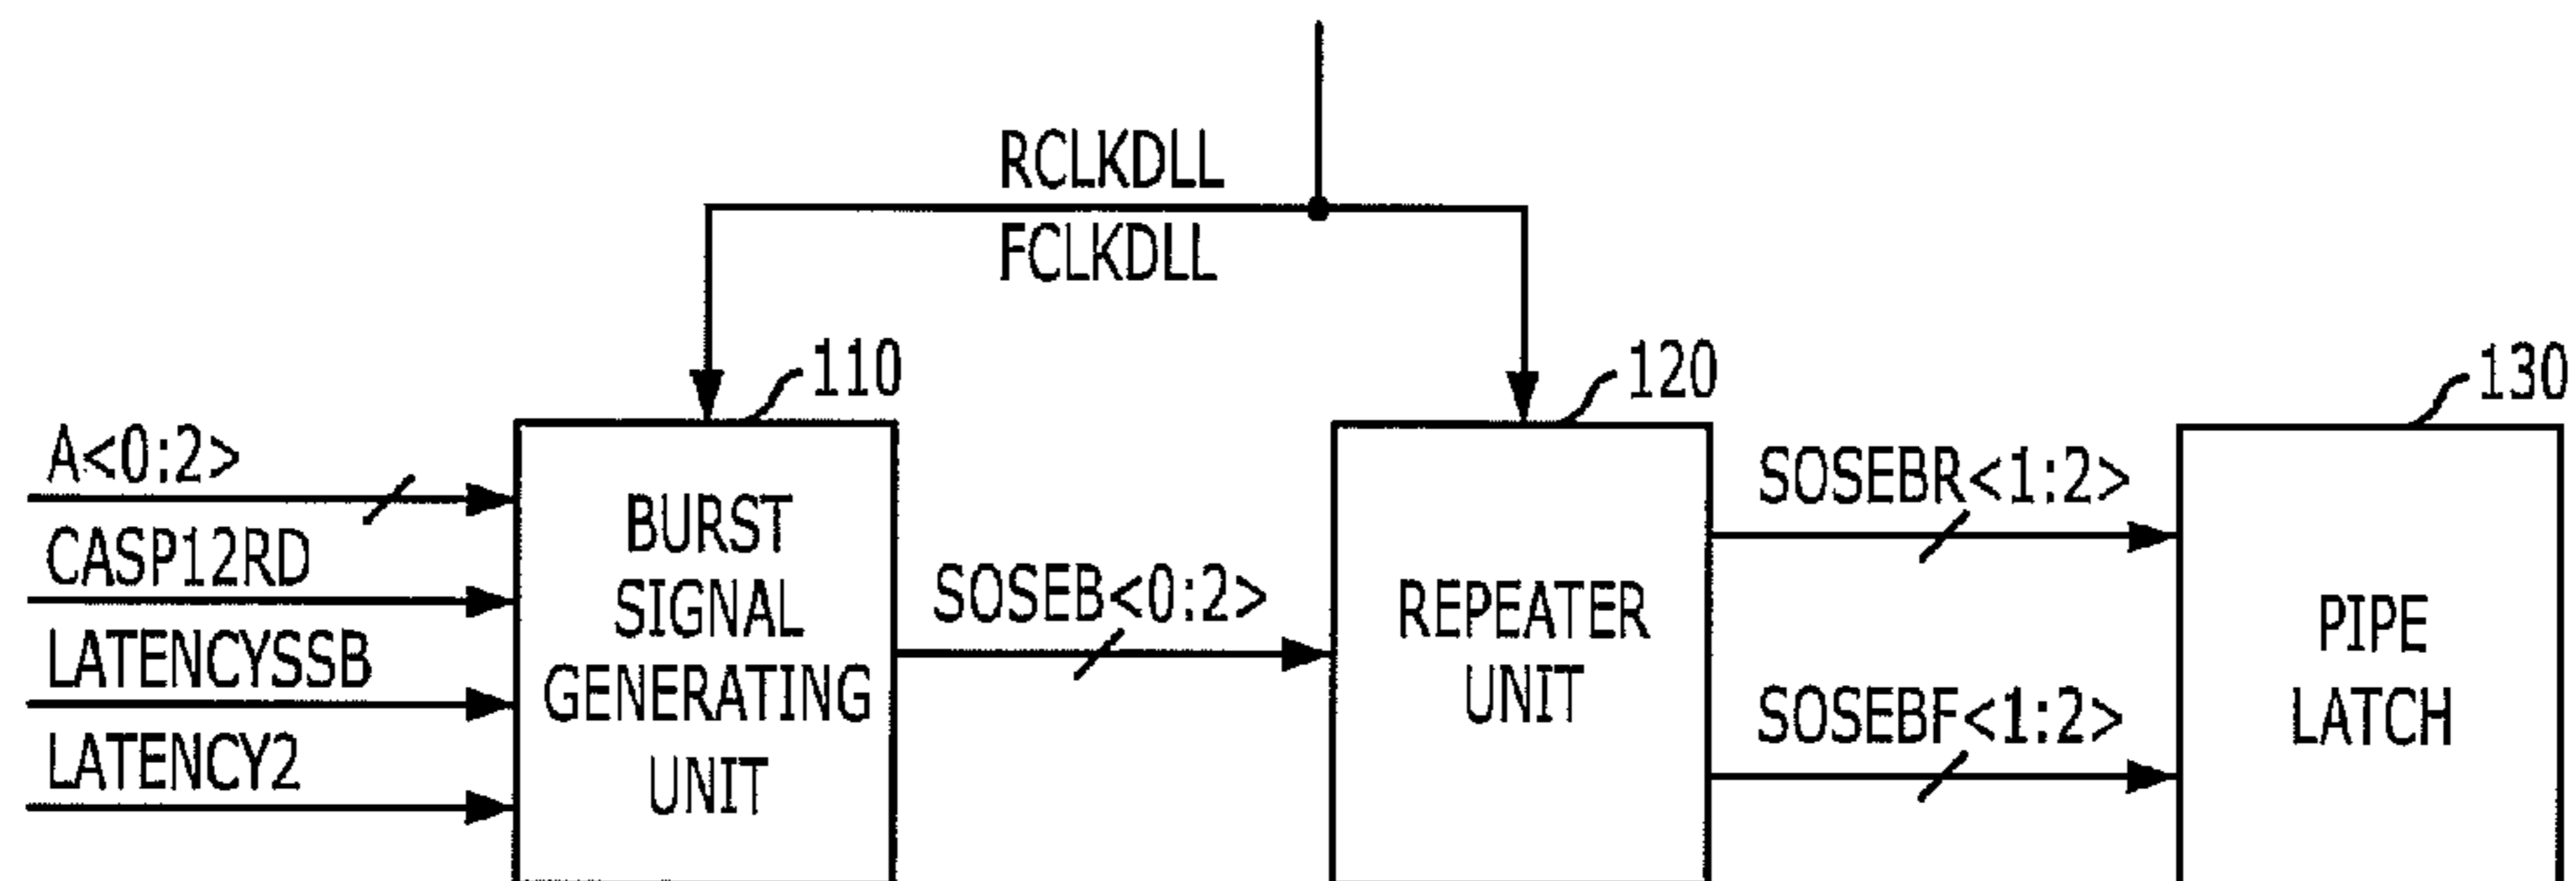 RCLKDLL
FCLKDLL
110
120
130
A<0:2>
CASP12RD
LATENCYSSB
LATENCY2
BURST
SIGNAL
GENERATING
UNIT
SOSEB<0:2>
REPEATER
UNIT
SOSEBR<1:2>
SOSEBF<1:2>
PIPE
LATCH